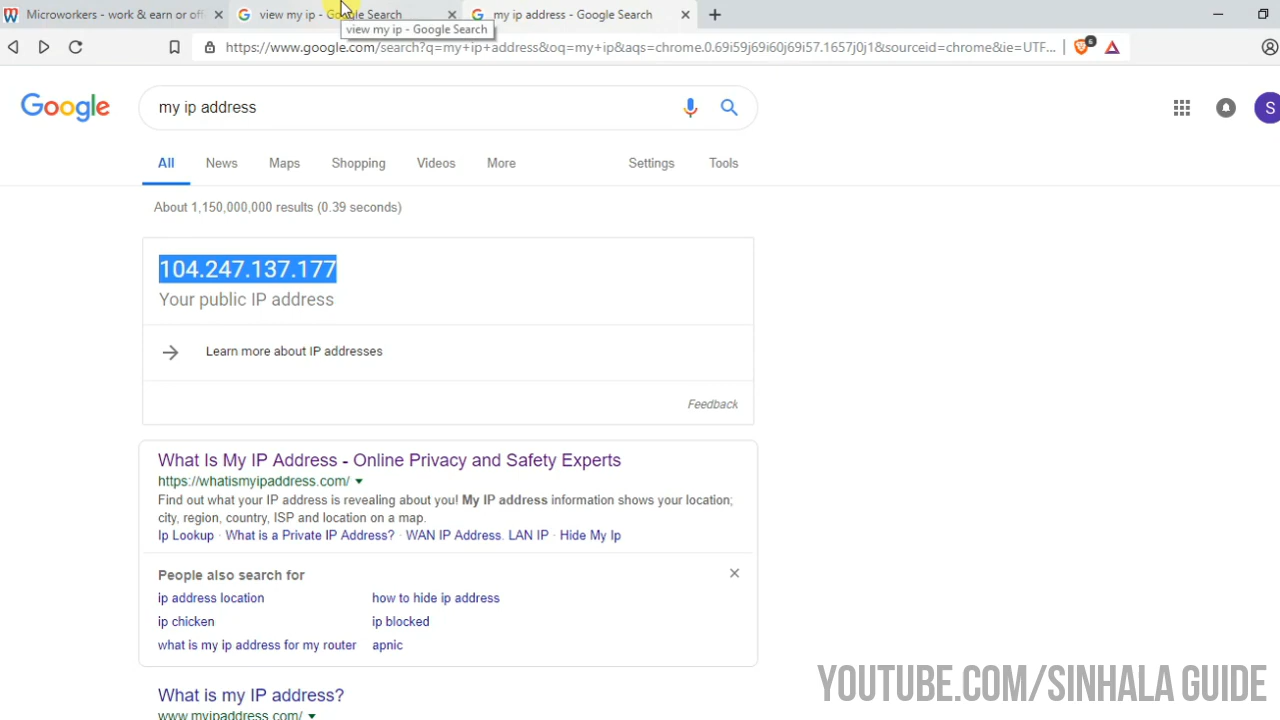 Microworkers - work & earn or off
view my ip - Google Search
my ip address - Google Search
view my ip - Google Search
https://www.google.com/search?q=my+ip+address&oq=my+ip&aqs=chrome.0.69i59j69i60j69i57.1657j0j1&sourceid=chrome&ie=UTF...
6
Google
my ip address
S
All News Maps Shopping Videos More Settings Tools
About 1,150,000,000 results (0.39 seconds)
104.247.137.177
Your public IP address
Learn more about IP addresses
Feedback
What Is My IP Address - Online Privacy and Safety Experts
https://whatismyipaddress.com/
Find out what your IP address is revealing about you! My IP address information shows your location;
city, region, country, ISP and location on a map.
Ip Lookup · What is a Private IP Address? · WAN IP Address. LAN IP · Hide My Ip
People also search for
ip address location how to hide ip address
ip chicken ip blocked
what is my ip address for my router apnic
What is my IP address?
www.myipaddress.com/
YOUTUBE.COM/SINHALA GUIDE